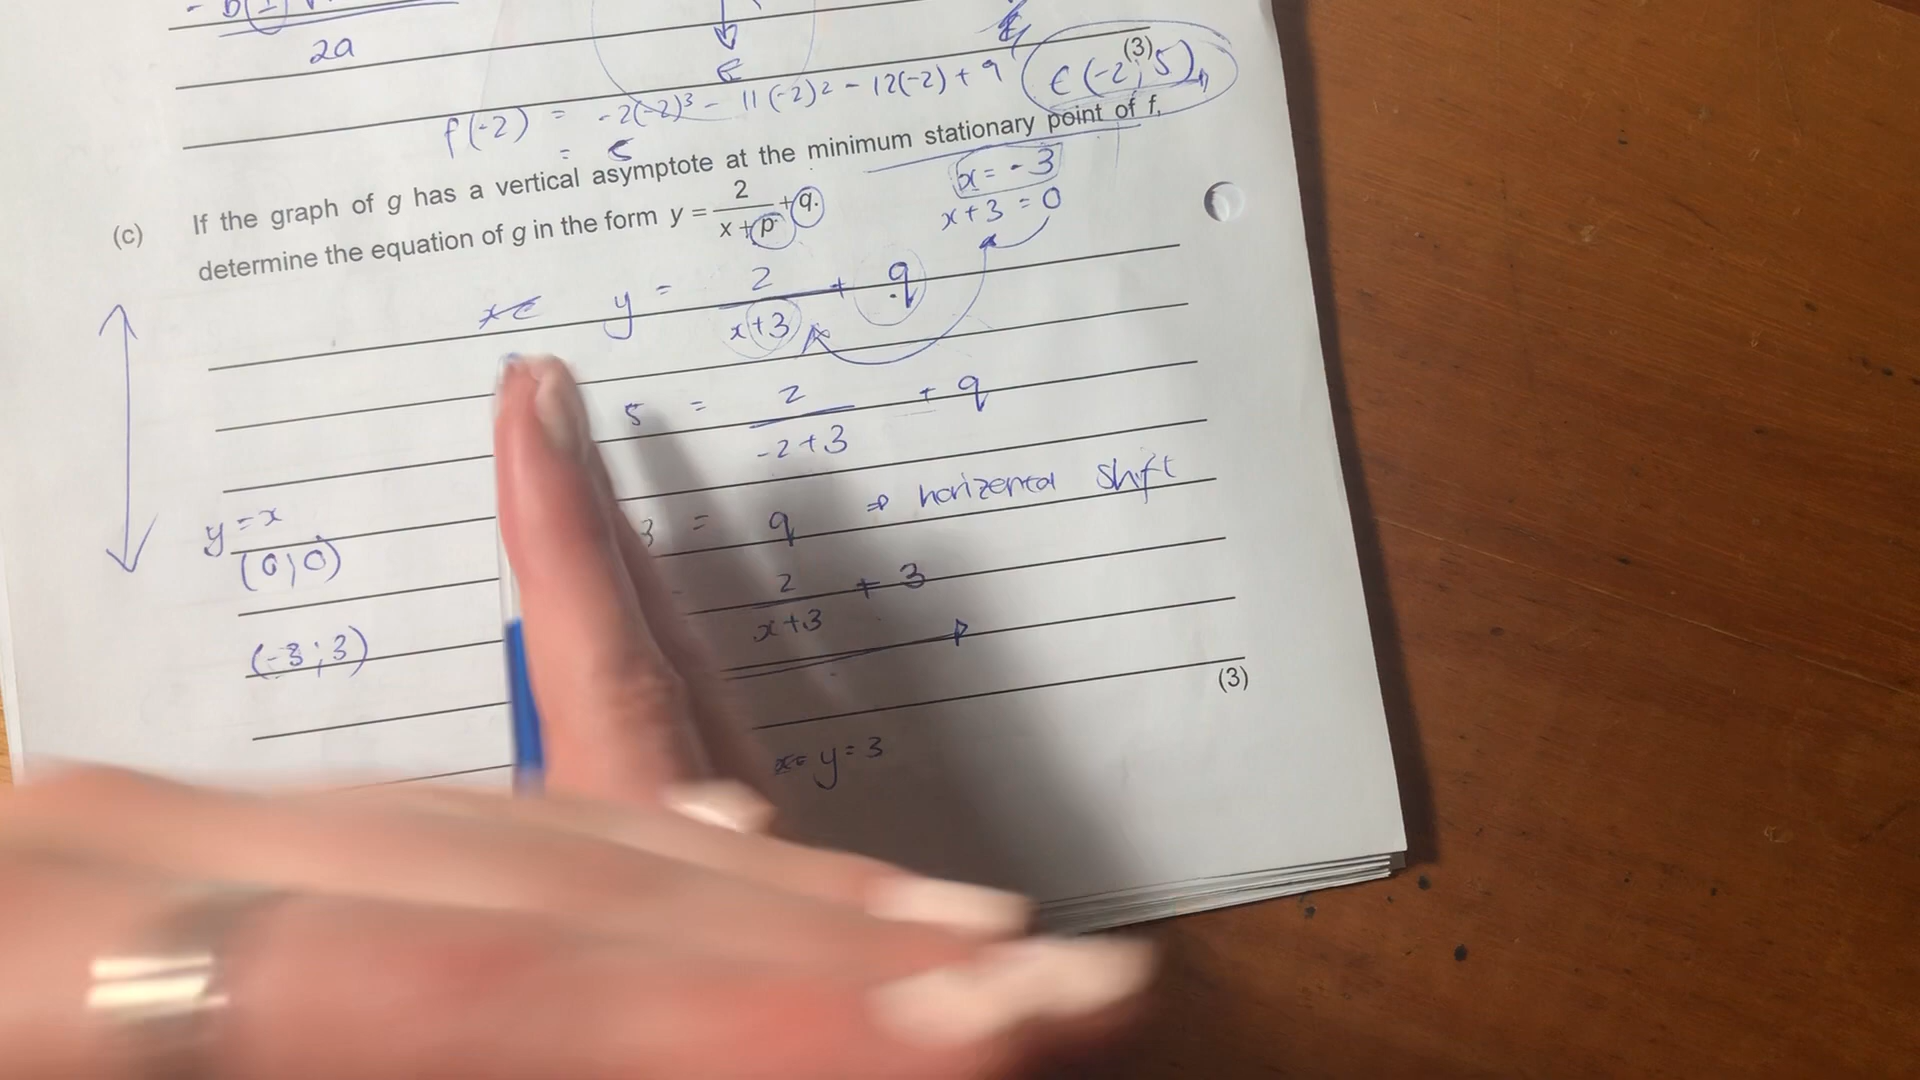 2a
(3)
E (-2 ; 5)
f(-2) = -2(-2)³ - 11(-2)² - 12(-2) + 9
= 5
(c) If the graph of g has a vertical asymptote at the minimum stationary point of f,
determine the equation of g in the form y = 2/(x + p) + q.
x = -3
x + 3 = 0
y = 2/(x+3) + q
5 = 2/(-2+3) + q
3 = q ⇒ horizental shift
y = x
(0;0)
2/(x+3) + 3
(-3;3)
(3)
y = 3